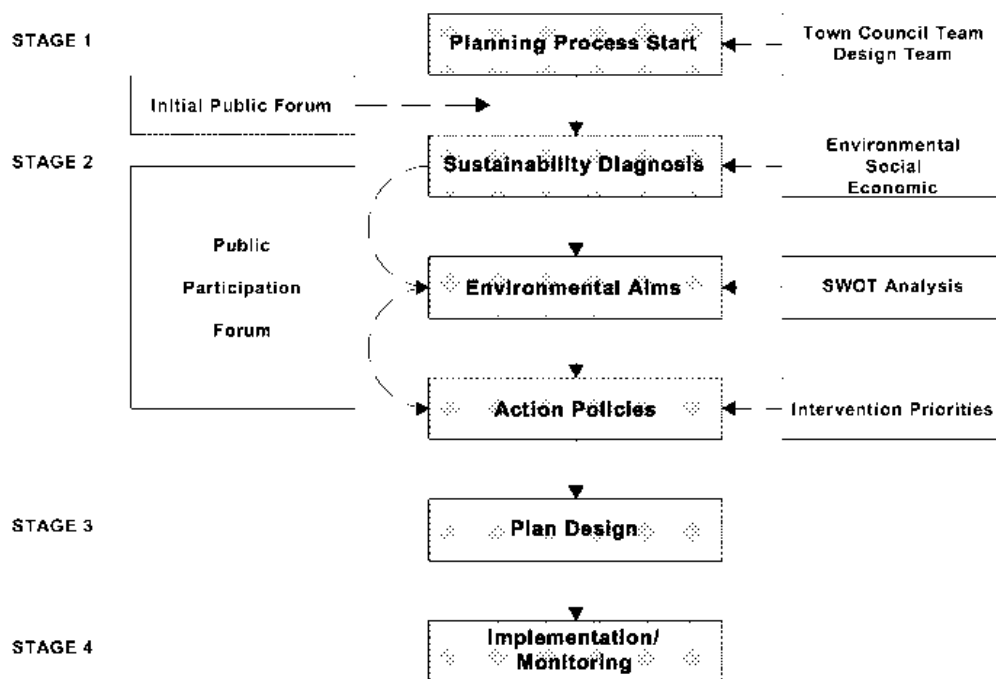 STAGE 1
Planning Process Start
Town Council Team
Design Team
Initial Public Forum
STAGE 2
Sustainability Diagnosis
Environmental
Social
Economic
Public
Participation
Forum
Environmental Aims
SWOT Analysis
Action Policies
Intervention Priorities
STAGE 3
Plan Design
STAGE 4
Implementation/
Monitoring